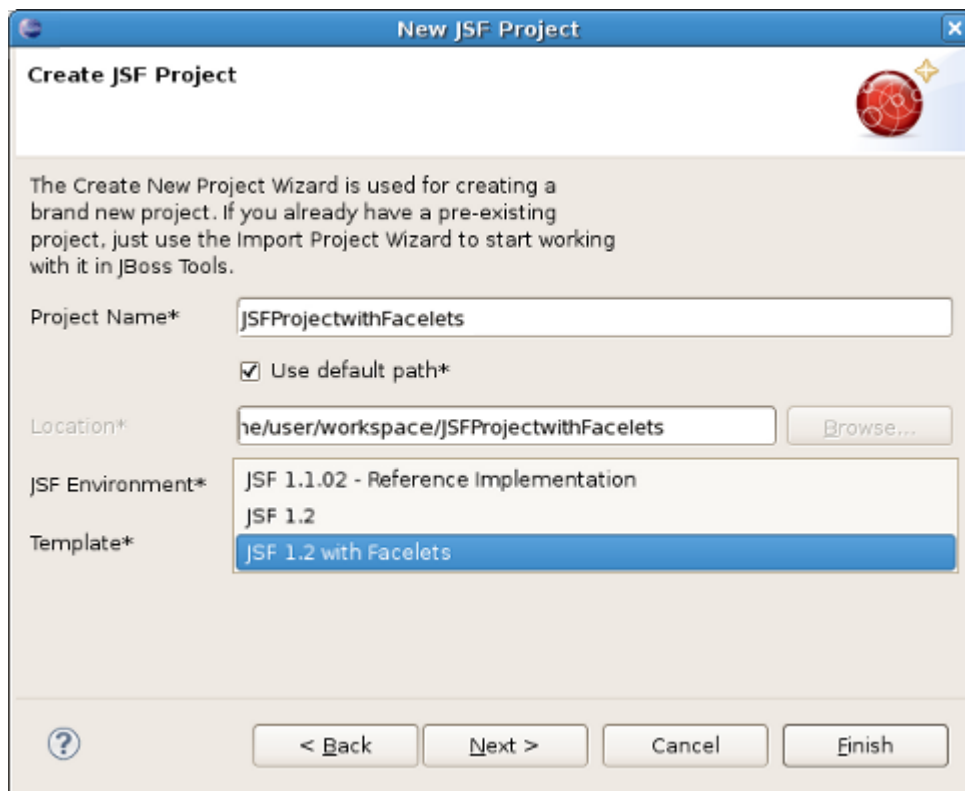 New JSF Project
Create JSF Project
The Create New Project Wizard is used for creating a
brand new project. If you already have a pre-existing
project, just use the Import Project Wizard to start working
with it in JBoss Tools.
Project Name* JSFProjectwithFacelets
Use default path*
Location* ne/user/workspace/JSFProjectwithFacelets Browse...
JSF Environment* JSF 1.1.02 - Reference Implementation
JSF 1.2
Template* JSF 1.2 with Facelets
< Back Next > Cancel Finish